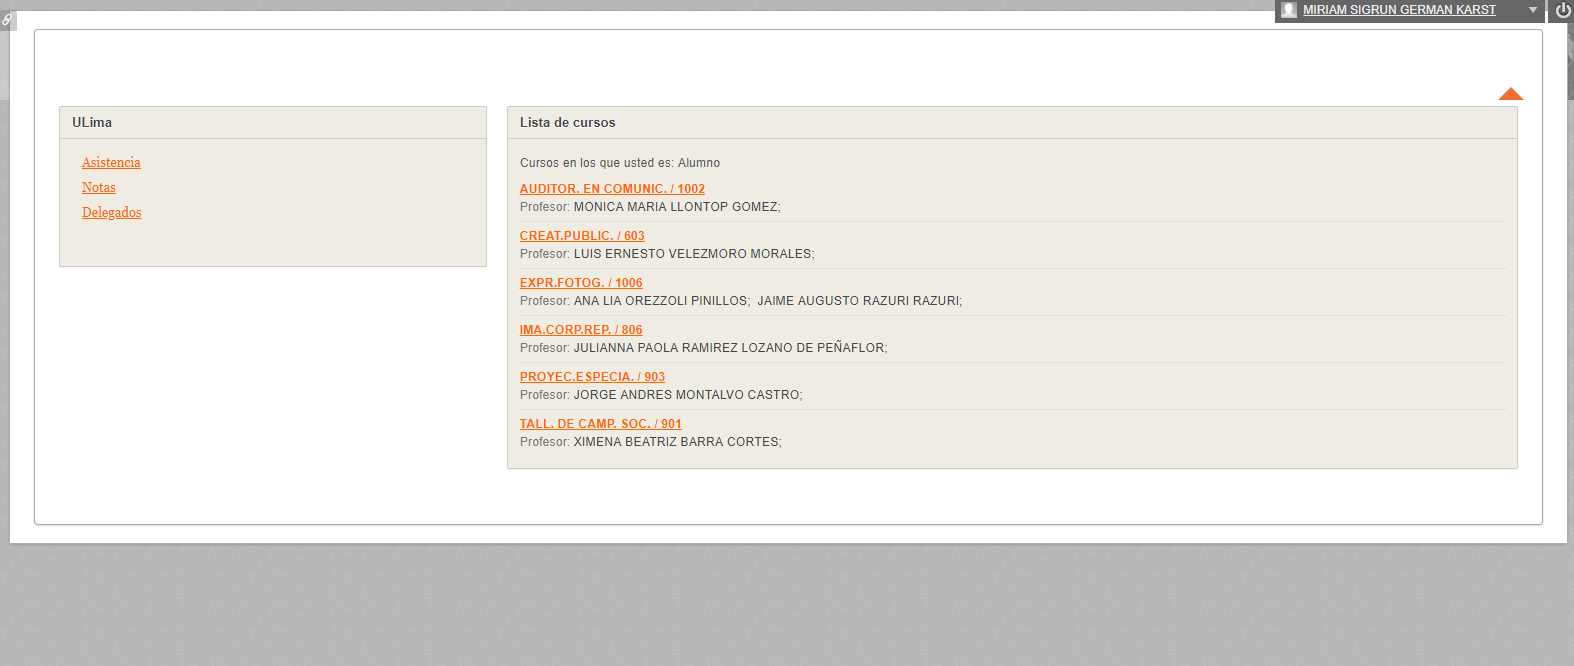 MIRIAM SIGRUN GERMAN KARST
ULima
Asistencia
Notas
Delegados
Lista de cursos
Cursos en los que usted es: Alumno
AUDITOR. EN COMUNIC. / 1002
Profesor: MONICA MARIA LLONTOP GOMEZ;
CREAT.PUBLIC. / 603
Profesor: LUIS ERNESTO VELEZMORO MORALES;
EXPR.FOTOG. / 1006
Profesor: ANA LIA OREZZOLI PINILLOS;  JAIME AUGUSTO RAZURI RAZURI;
IMA.CORP.REP. / 806
Profesor: JULIANNA PAOLA RAMIREZ LOZANO DE PEÑAFLOR;
PROYEC.ESPECIA. / 903
Profesor: JORGE ANDRES MONTALVO CASTRO;
TALL. DE CAMP. SOC. / 901
Profesor: XIMENA BEATRIZ BARRA CORTES;